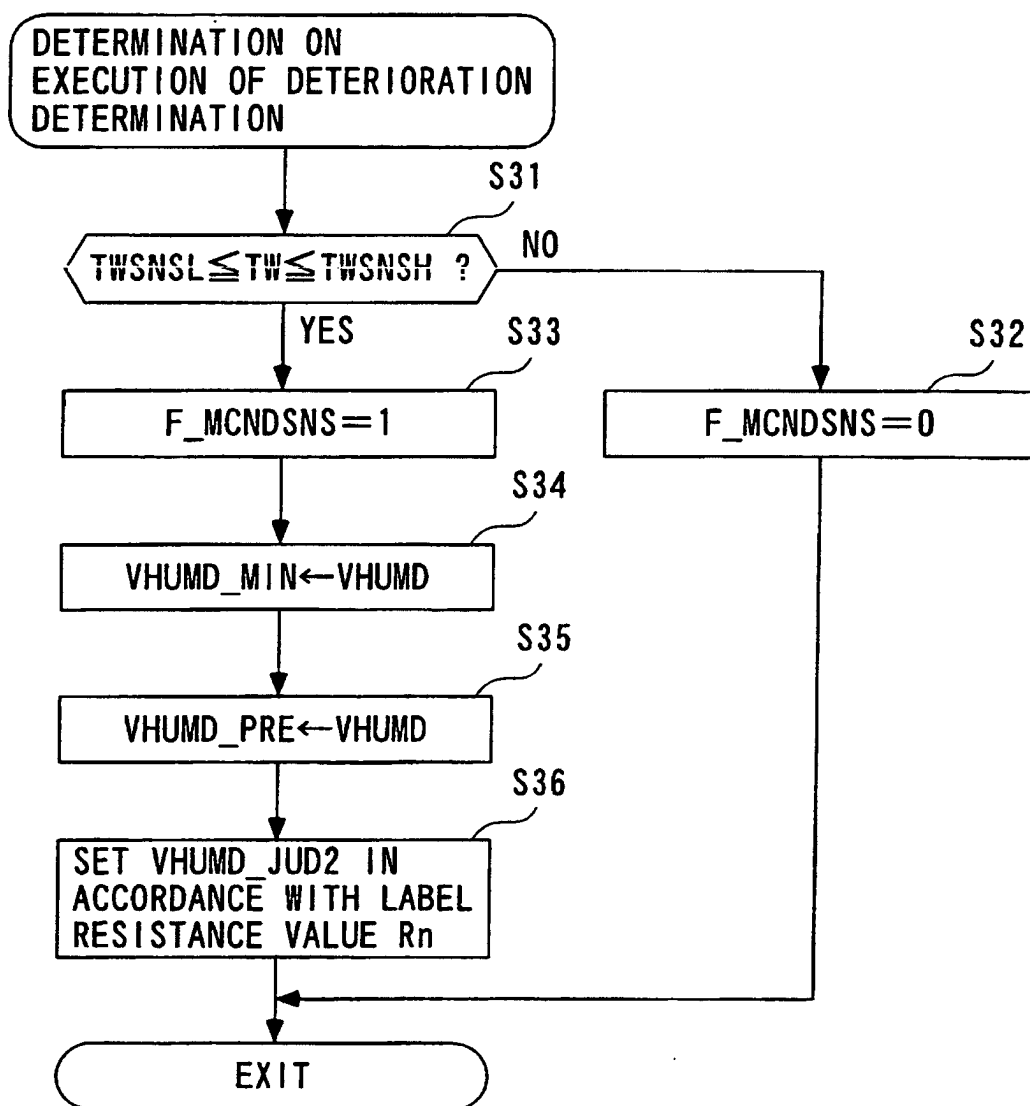 DETERMINATION ON
EXECUTION OF DETERIORATION
DETERMINATION
S31
TWSNSL≦TW≦TWSNSH ?
NO
YES
S33
S32
F_MCNDSNS=1
F_MCNDSNS=0
S34
VHUMD_MIN←VHUMD
S35
VHUMD_PRE←VHUMD
S36
SET VHUMD_JUD2 IN
ACCORDANCE WITH LABEL
RESISTANCE VALUE Rn
EXIT